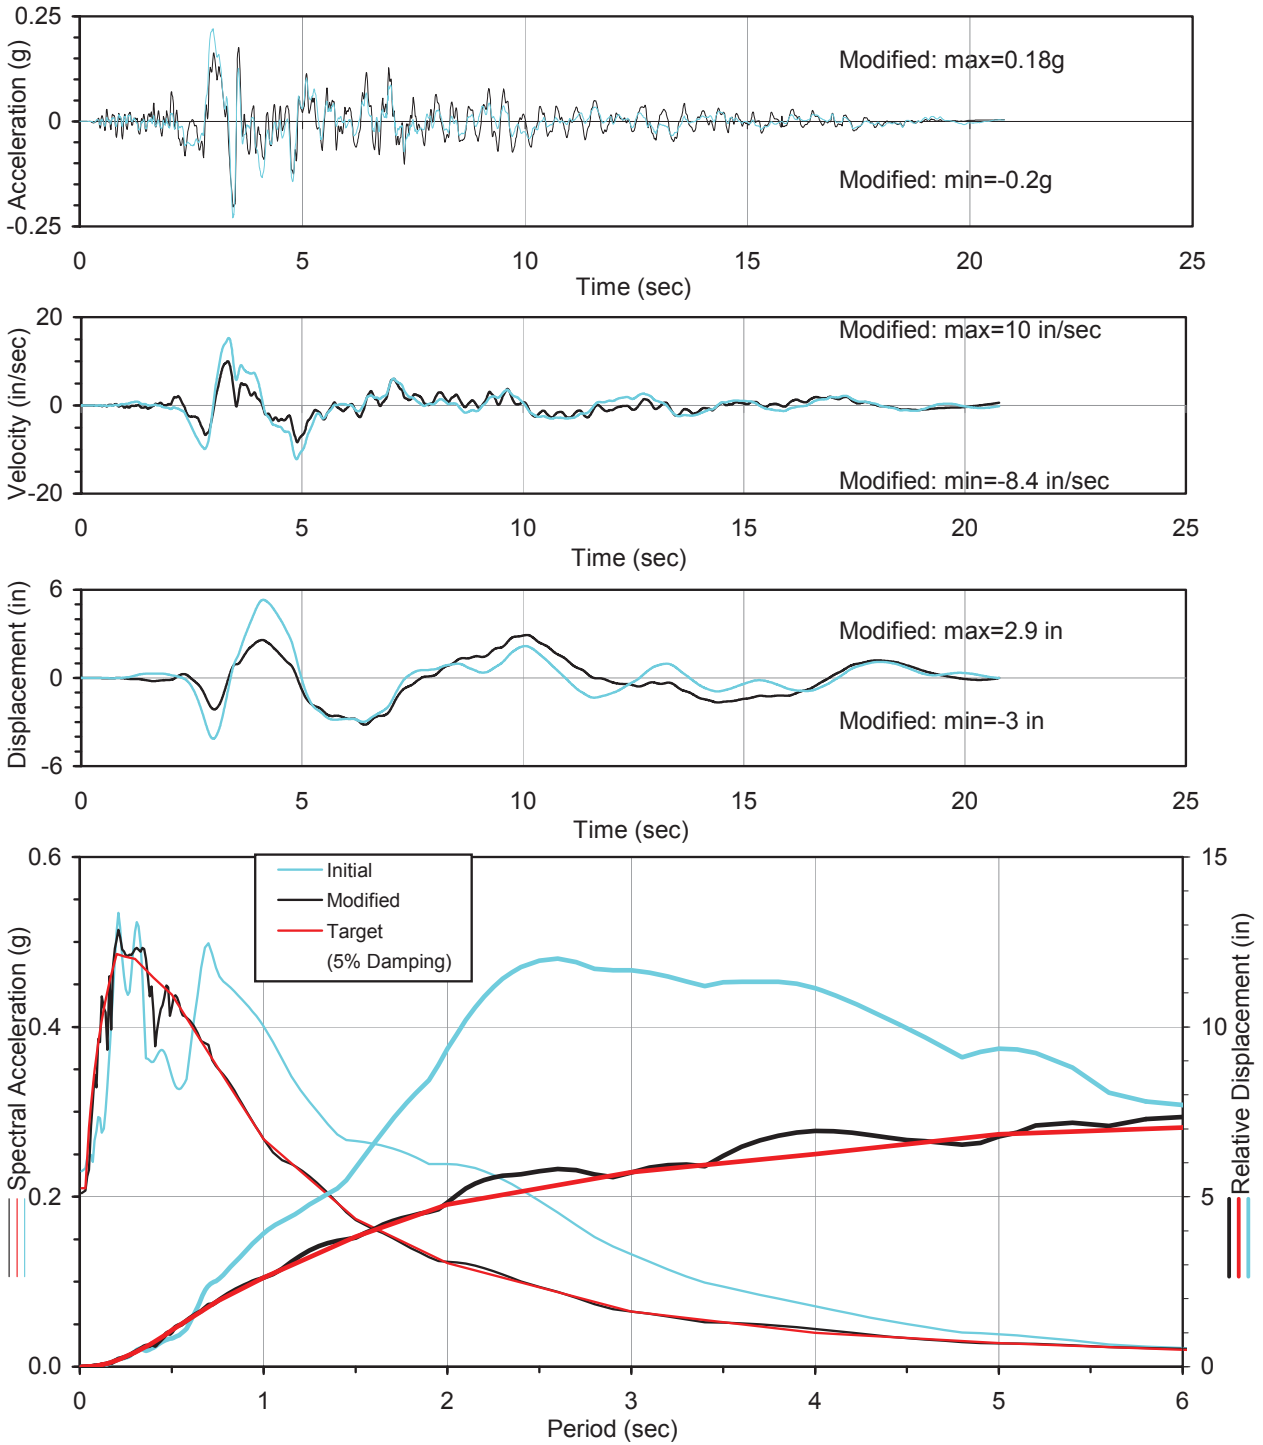 0.25
Acceleration (g)
Modified: max=0.18g
0
Modified: min=-0.2g
-0.25
0 5 10 15 20 25
Time (sec)
20
Velocity (in/sec)
Modified: max=10 in/sec
0
Modified: min=-8.4 in/sec
-20
0 5 10 15 20 25
Time (sec)
6
Displacement (in)
Modified: max=2.9 in
0
Modified: min=-3 in
-6
0 5 10 15 20 25
Time (sec)
0.6 15
Initial
Modified
Target
(5% Damping)
Spectral Acceleration (g)
Relative Displacement (in)
0.4 10
0.2 5
0.0 0
0 1 2 3 4 5 6
Period (sec)